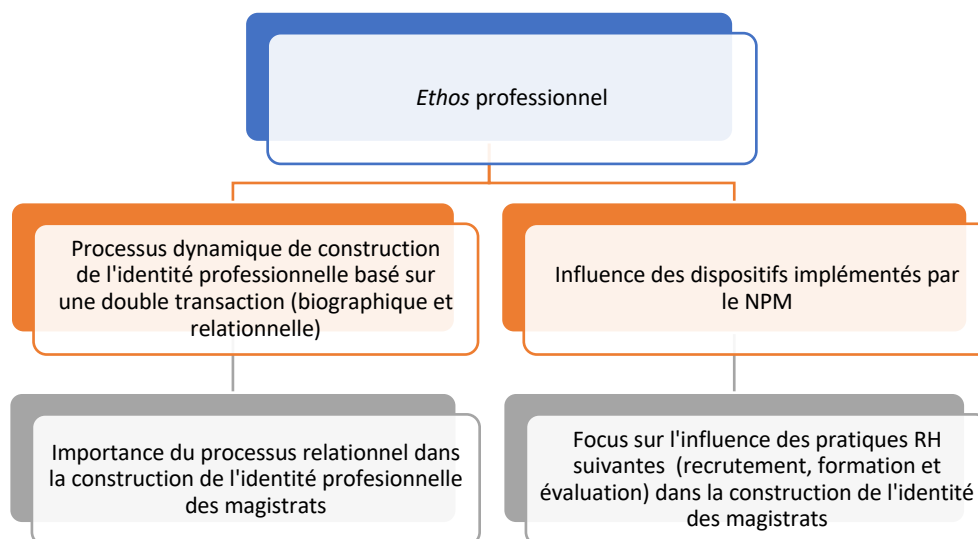 Ethos professionnel
Processus dynamique de construction
de l'identité professionnelle basé sur
une double transaction (biographique et
relationnelle)
Influence des dispositifs implémentés par
le NPM
Importance du processus relationnel dans
la construction de l'identité profesionnelle
des magistrats
Focus sur l'influence des pratiques RH
suivantes (recrutement, formation et
évaluation) dans la construction de l'identité
des magistrats